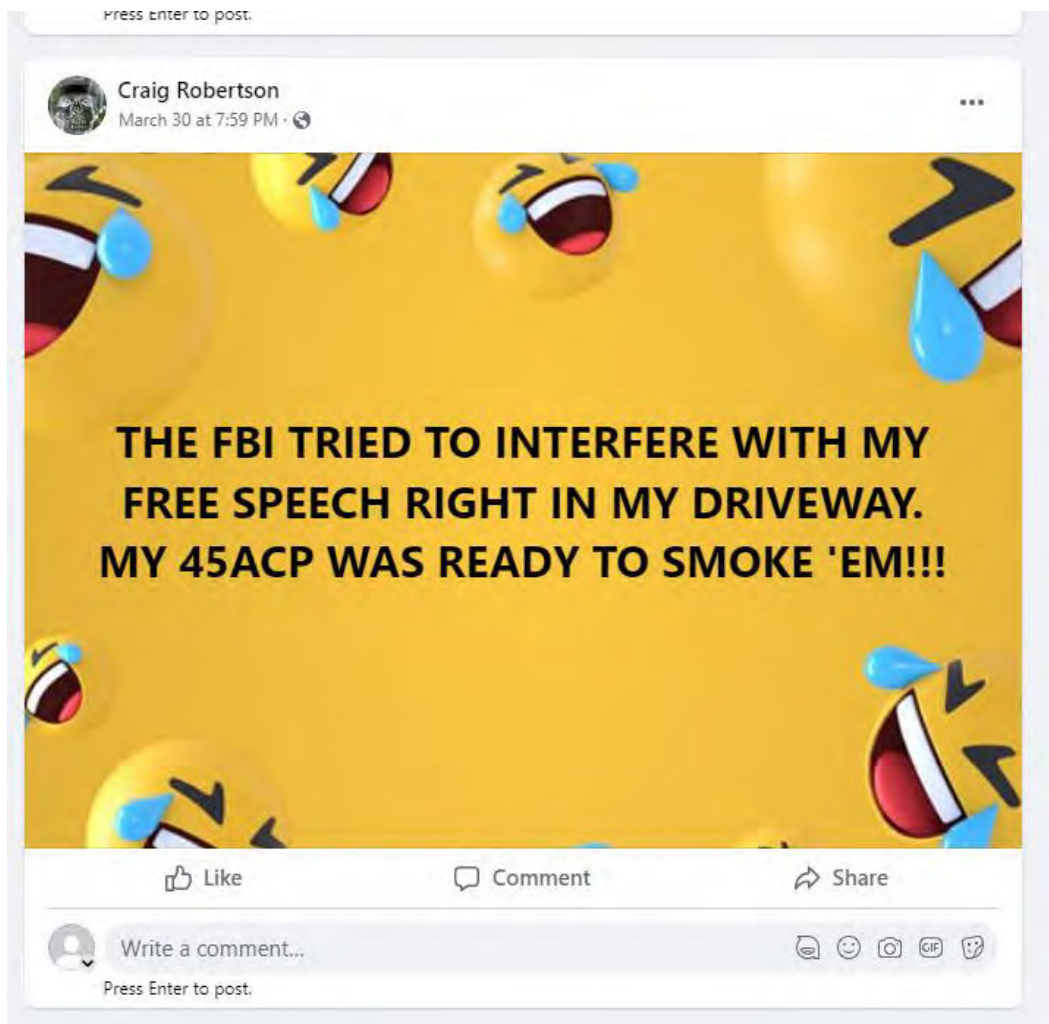 Press Enter to post.
Craig Robertson
March 30 at 7:59 PM ·
THE FBI TRIED TO INTERFERE WITH MY
FREE SPEECH RIGHT IN MY DRIVEWAY.
MY 45ACP WAS READY TO SMOKE 'EM!!!
Like
Comment
Share
Write a comment...
GIF
Press Enter to post.